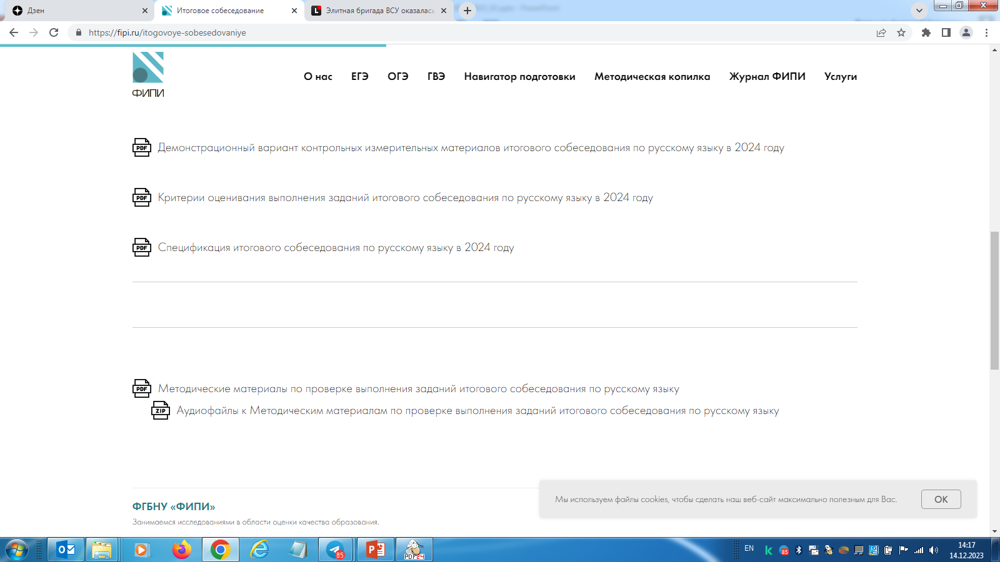 Дзен
Итоговое собеседование
Элитная бригада ВСУ оказалась
https://fipi.ru/itogovoye-sobesedovaniye
ФИПИ
О нас ЕГЭ ОГЭ ГВЭ Навигатор подготовки Методическая копилка Журнал ФИПИ Услуги
PDF Демонстрационный вариант контрольных измерительных материалов итогового собеседования по русскому языку в 2024 году
PDF Критерии оценивания выполнения заданий итогового собеседования по русскому языку в 2024 году
PDF Спецификация итогового собеседования по русскому языку в 2024 году
PDF Методические материалы по проверке выполнения заданий итогового собеседования по русскому языку
ZIP Аудиофайлы к Методическим материалам по проверке выполнения заданий итогового собеседования по русскому языку
Мы используем файлы cookies, чтобы сделать наш веб-сайт максимально полезным для Вас. OK
ФГБНУ «ФИПИ»
Занимаемся исследованиями в области оценки качества образования.
85
PDF24
EN
85
14:17
14.12.2023